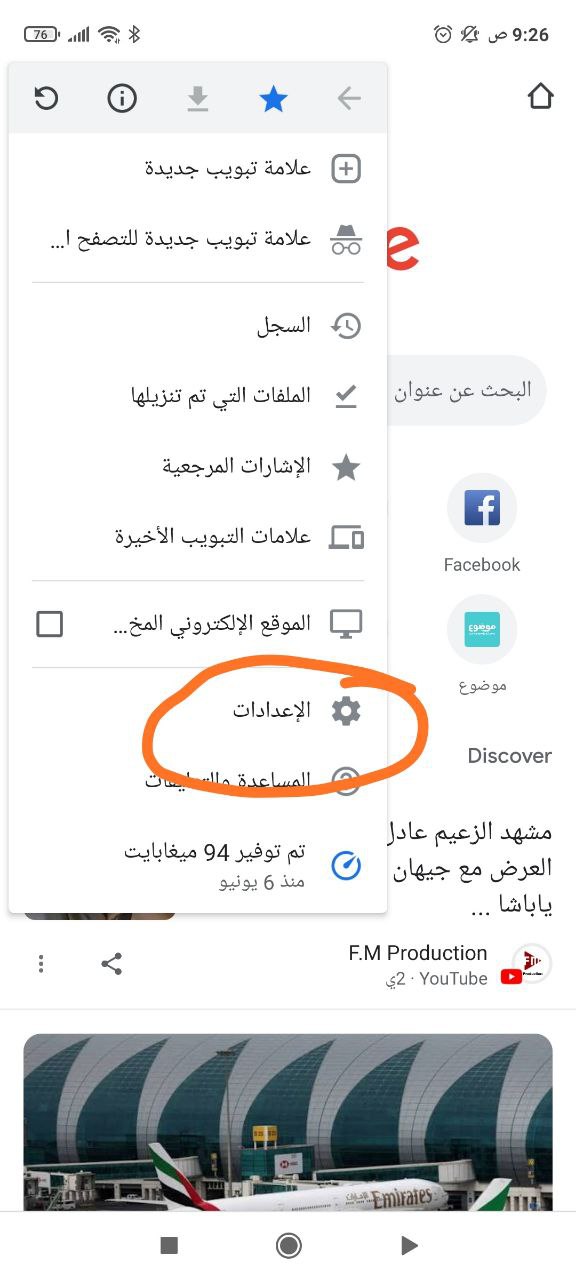 9:26 ص
76
علامة تبويب جديدة
علامة تبويب جديدة للتصفح ا...
السجل
الملفات التي تم تنزيلها
الإشارات المرجعية
علامات التبويب الأخيرة
الموقع الإلكتروني المخ...
الإعدادات
المساعدة والتعليقات
تم توفير 94 ميغابايت
منذ 6 يونيو
e
البحث عن عنوان
Facebook
موضوع
موضوع
Discover
مشهد الزعيم عادل
العرض مع جيهان
ياباشا ...
F.M Production
YouTube · 2ي
Emirates